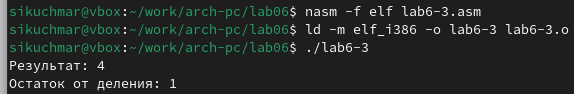 sikuchmar@vbox:~/work/arch-pc/lab06$ nasm -f elf lab6-3.asm
sikuchmar@vbox:~/work/arch-pc/lab06$ ld -m elf_i386 -o lab6-3 lab6-3.o
sikuchmar@vbox:~/work/arch-pc/lab06$ ./lab6-3
Результат: 4
Остаток от деления: 1